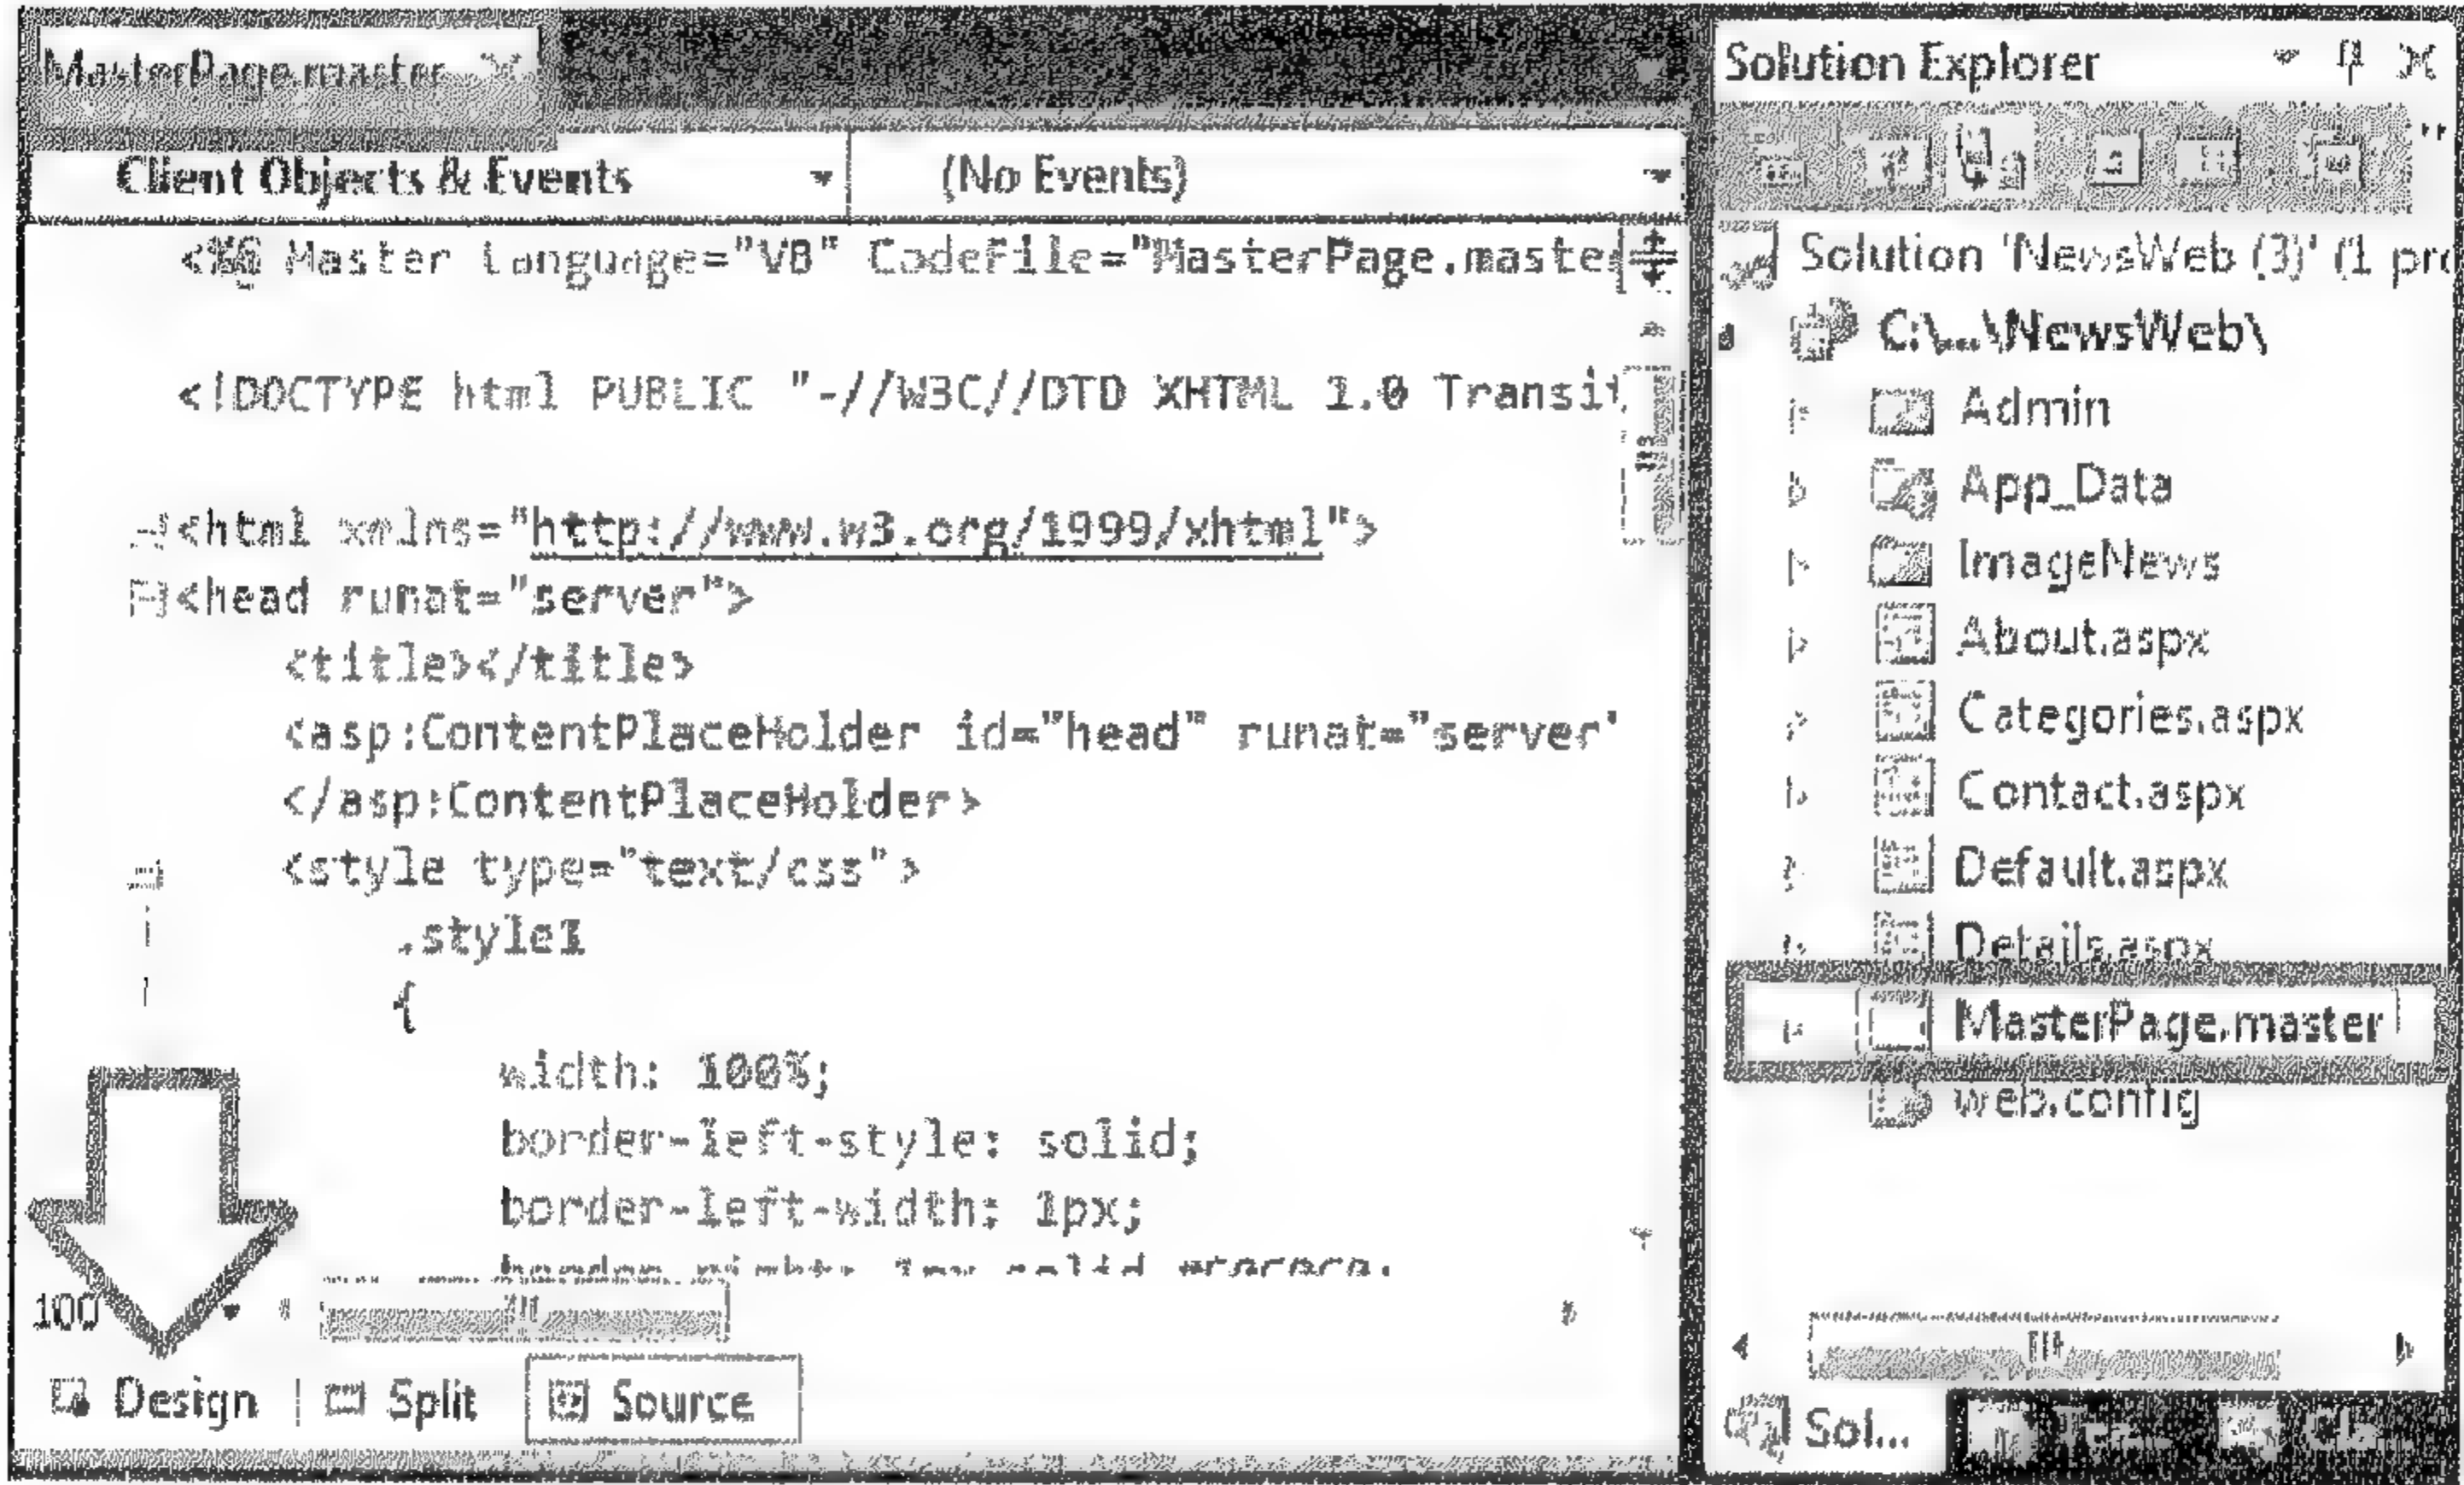 MasterPage.master
Client Objects & Events
(No Events)
<%@ Master Language="VB" CodeFile="MasterPage.maste
<!DOCTYPE html PUBLIC "-//W3C//DTD XHTML 1.0 Transit
<html xmlns="http://www.w3.org/1999/xhtml">
<head runat="server">
<title></title>
<asp:ContentPlaceHolder id="head" runat="server"
</asp:ContentPlaceHolder>
<style type="text/css">
.style1
{
width: 100%;
border-left-style: solid;
border-left-width: 1px;
100
Design
Split
Source
Solution Explorer
Solution 'NewsWeb (3)' (1 pro
C:\...\NewsWeb\
Admin
App_Data
ImageNews
About.aspx
Categories.aspx
Contact.aspx
Default.aspx
Details.aspx
MasterPage.master
web.config
Sol...